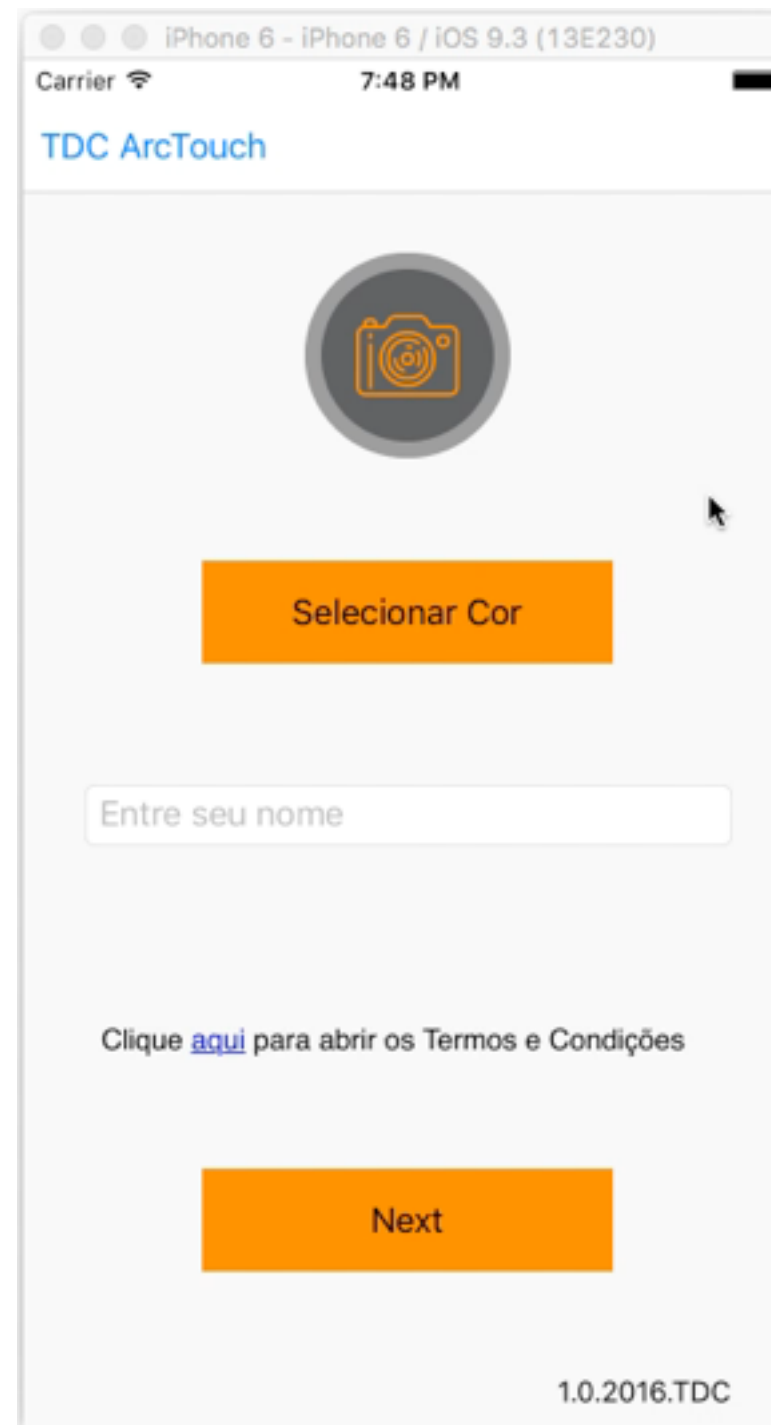 iPhone 6 - iPhone 6 / iOS 9.3 (13E230)
Carrier 7:48 PM
TDC ArcTouch
Selecionar Cor
Entre seu nome
Clique aqui para abrir os Termos e Condições
Next
1.0.2016.TDC